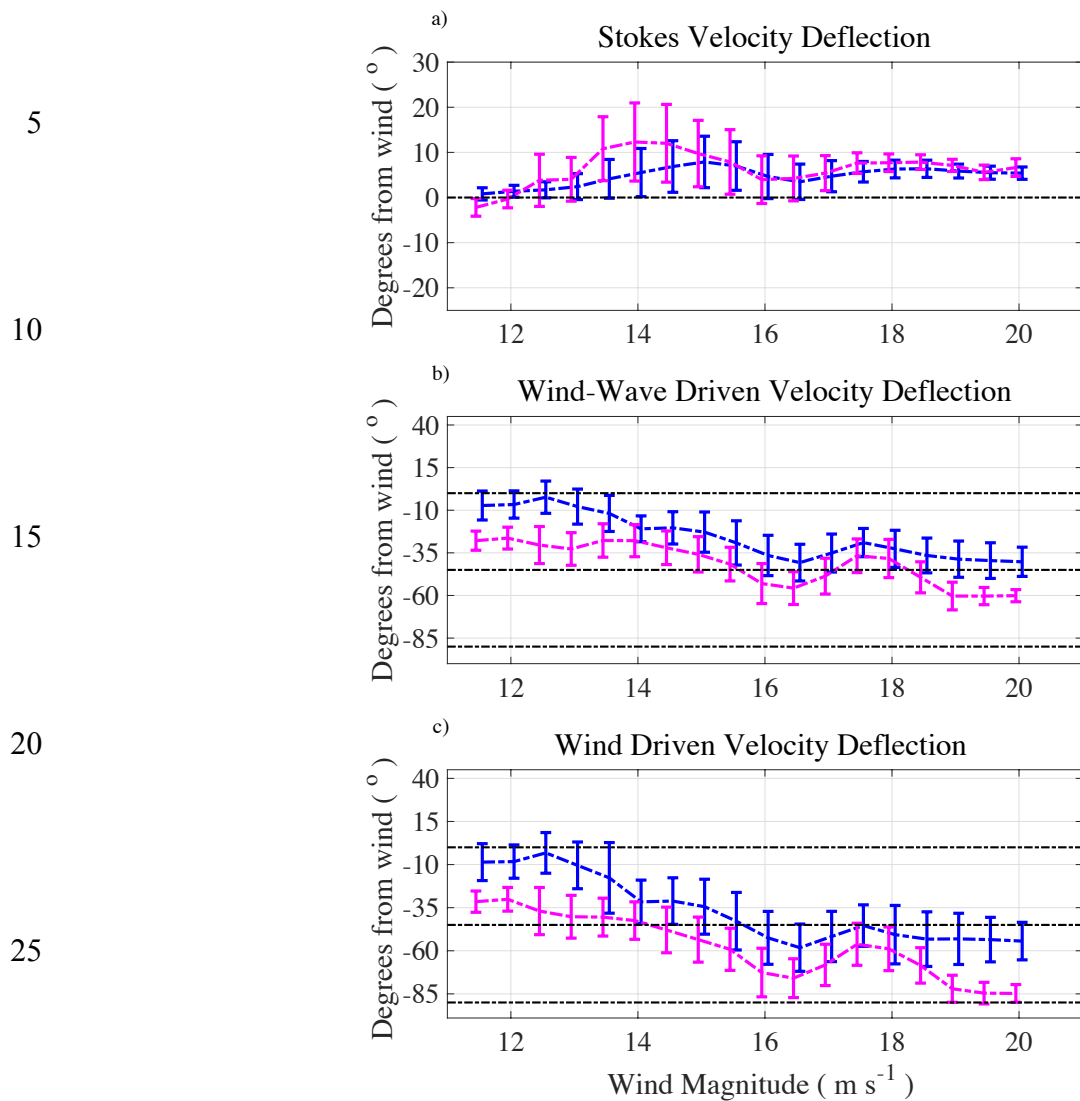 a)
Stokes Velocity Deflection
Degrees from wind ( º )
30
20
10
0
-10
-20
12 14 16 18 20
b)
Wind-Wave Driven Velocity Deflection
Degrees from wind ( º )
40
15
-10
-35
-60
-85
12 14 16 18 20
c)
Wind Driven Velocity Deflection
Degrees from wind ( º )
40
15
-10
-35
-60
-85
12 14 16 18 20
Wind Magnitude ( m s⁻¹ )
5
10
15
20
25